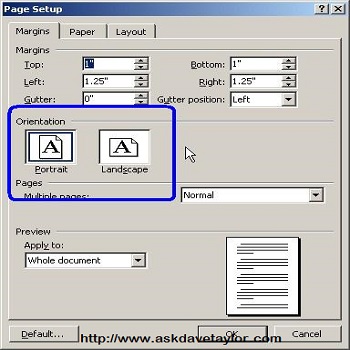 Page Setup
Margins Paper Layout
Margins
Top: 1" Bottom: 1"
Left: 1.25" Right: 1.25"
Gutter: 0" Gutter position: Left
Orientation
A A
Portrait Landscape
Pages
Multiple pages: Normal
Preview
Apply to:
Whole document
Default... OK Cancel
http://www.askdavetaylor.com